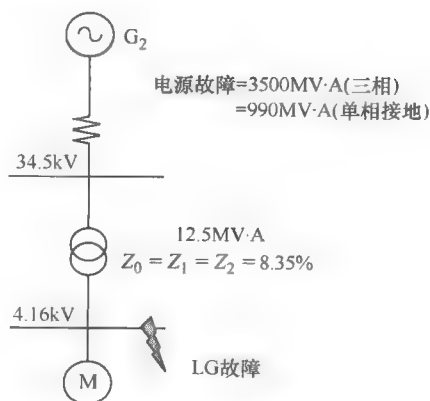 G₂
电源故障=3500MV·A(三相)
=990MV·A(单相接地)
34.5kV
12.5MV·A
Z₀ = Z₁ = Z₂ = 8.35%
4.16kV
LG故障
M